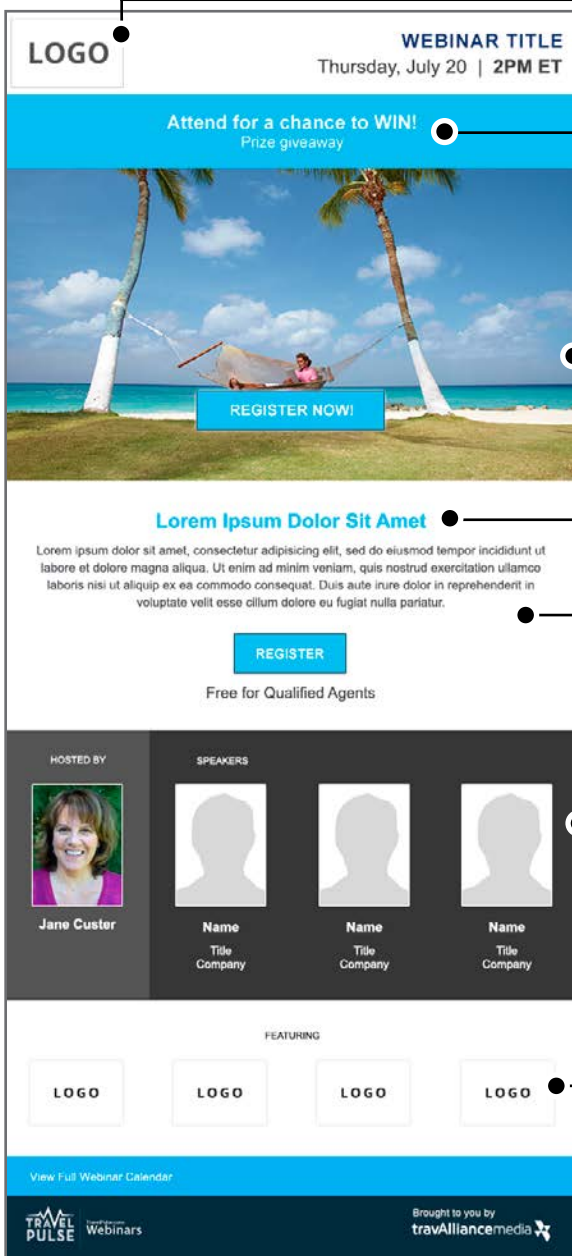 LOGO
WEBINAR TITLE
Thursday, July 20 | 2PM ET
Attend for a chance to WIN!
Prize giveaway
REGISTER NOW!
Lorem Ipsum Dolor Sit Amet
Lorem ipsum dolor sit amet, consectetur adipisicing elit, sed do eiusmod tempor incididunt ut
labore et dolore magna aliqua. Ut enim ad minim veniam, quis nostrud exercitation ullamco
laboris nisi ut aliquip ex ea commodo consequat. Duis aute irure dolor in reprehenderit in
voluptate velit esse cillum dolore eu fugiat nulla pariatur.
REGISTER
Free for Qualified Agents
HOSTED BY
SPEAKERS
Jane Custer
Name
Title
Company
Name
Title
Company
Name
Title
Company
FEATURING
LOGO
LOGO
LOGO
LOGO
View Full Webinar Calendar
TRAVEL
PULSE
Webinars
Brought to you by
travAlliancemedia